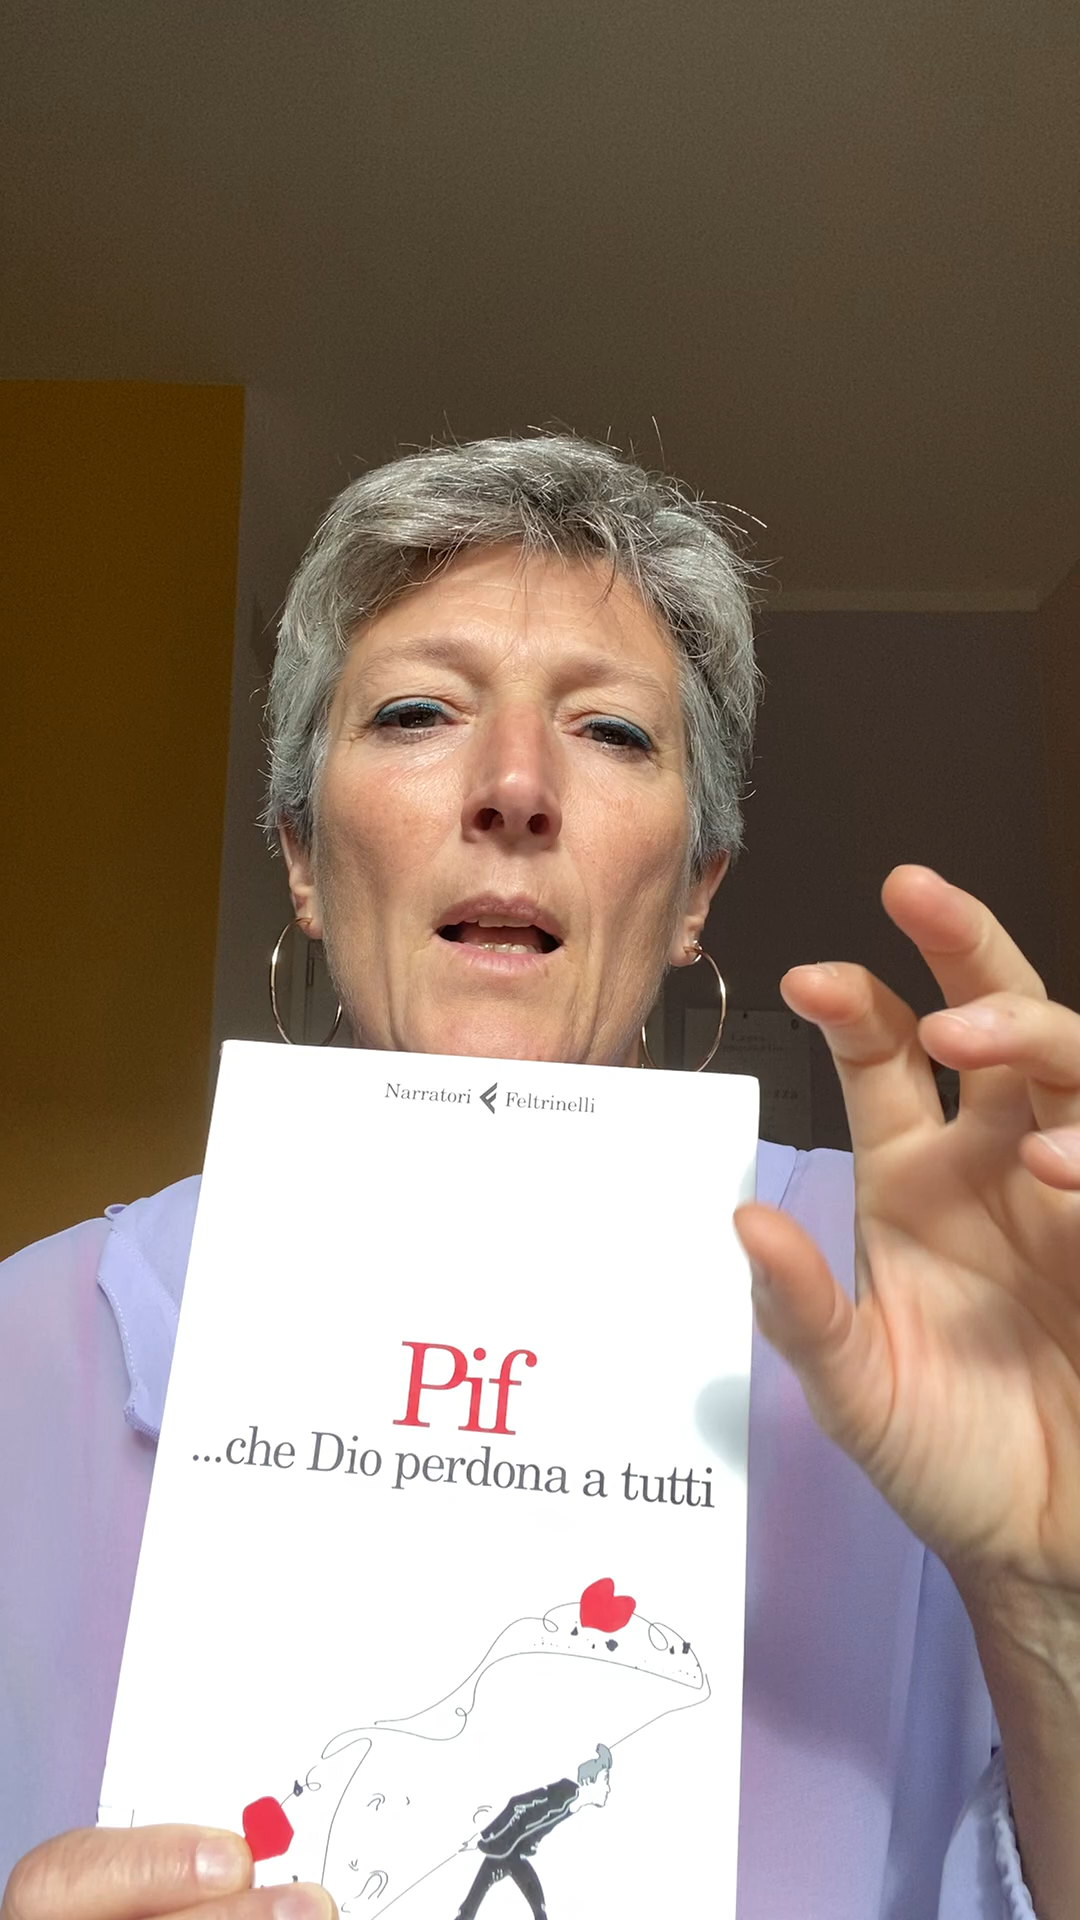 Narratori Feltrinelli
Pif
...che Dio perdona a tutti